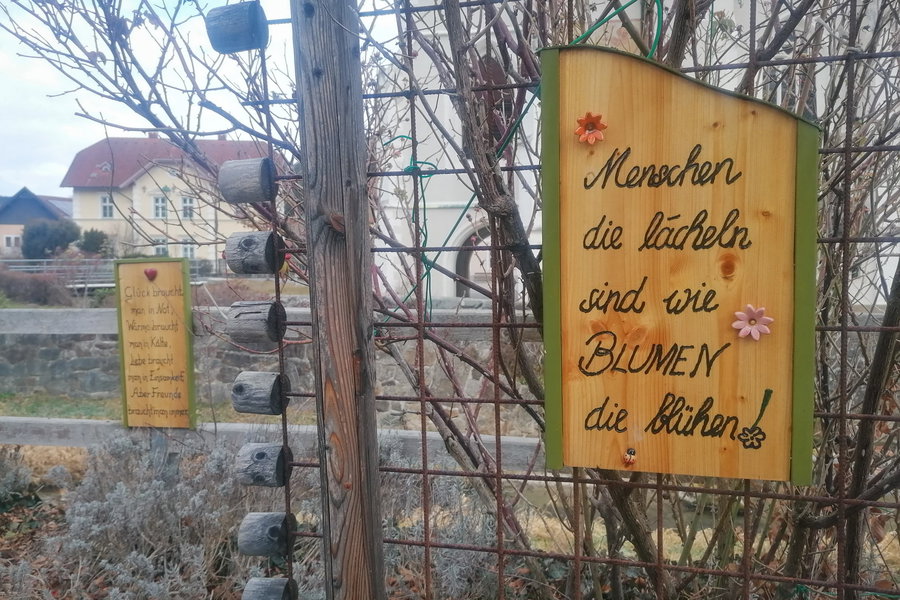 Glück braucht
man in Not,
Wärme braucht
man in Kälte,
Liebe braucht
man in Einsamkeit
Aber Freunde
braucht man immer
Menschen
die lächeln
sind wie
BLUMEN
die blühen!